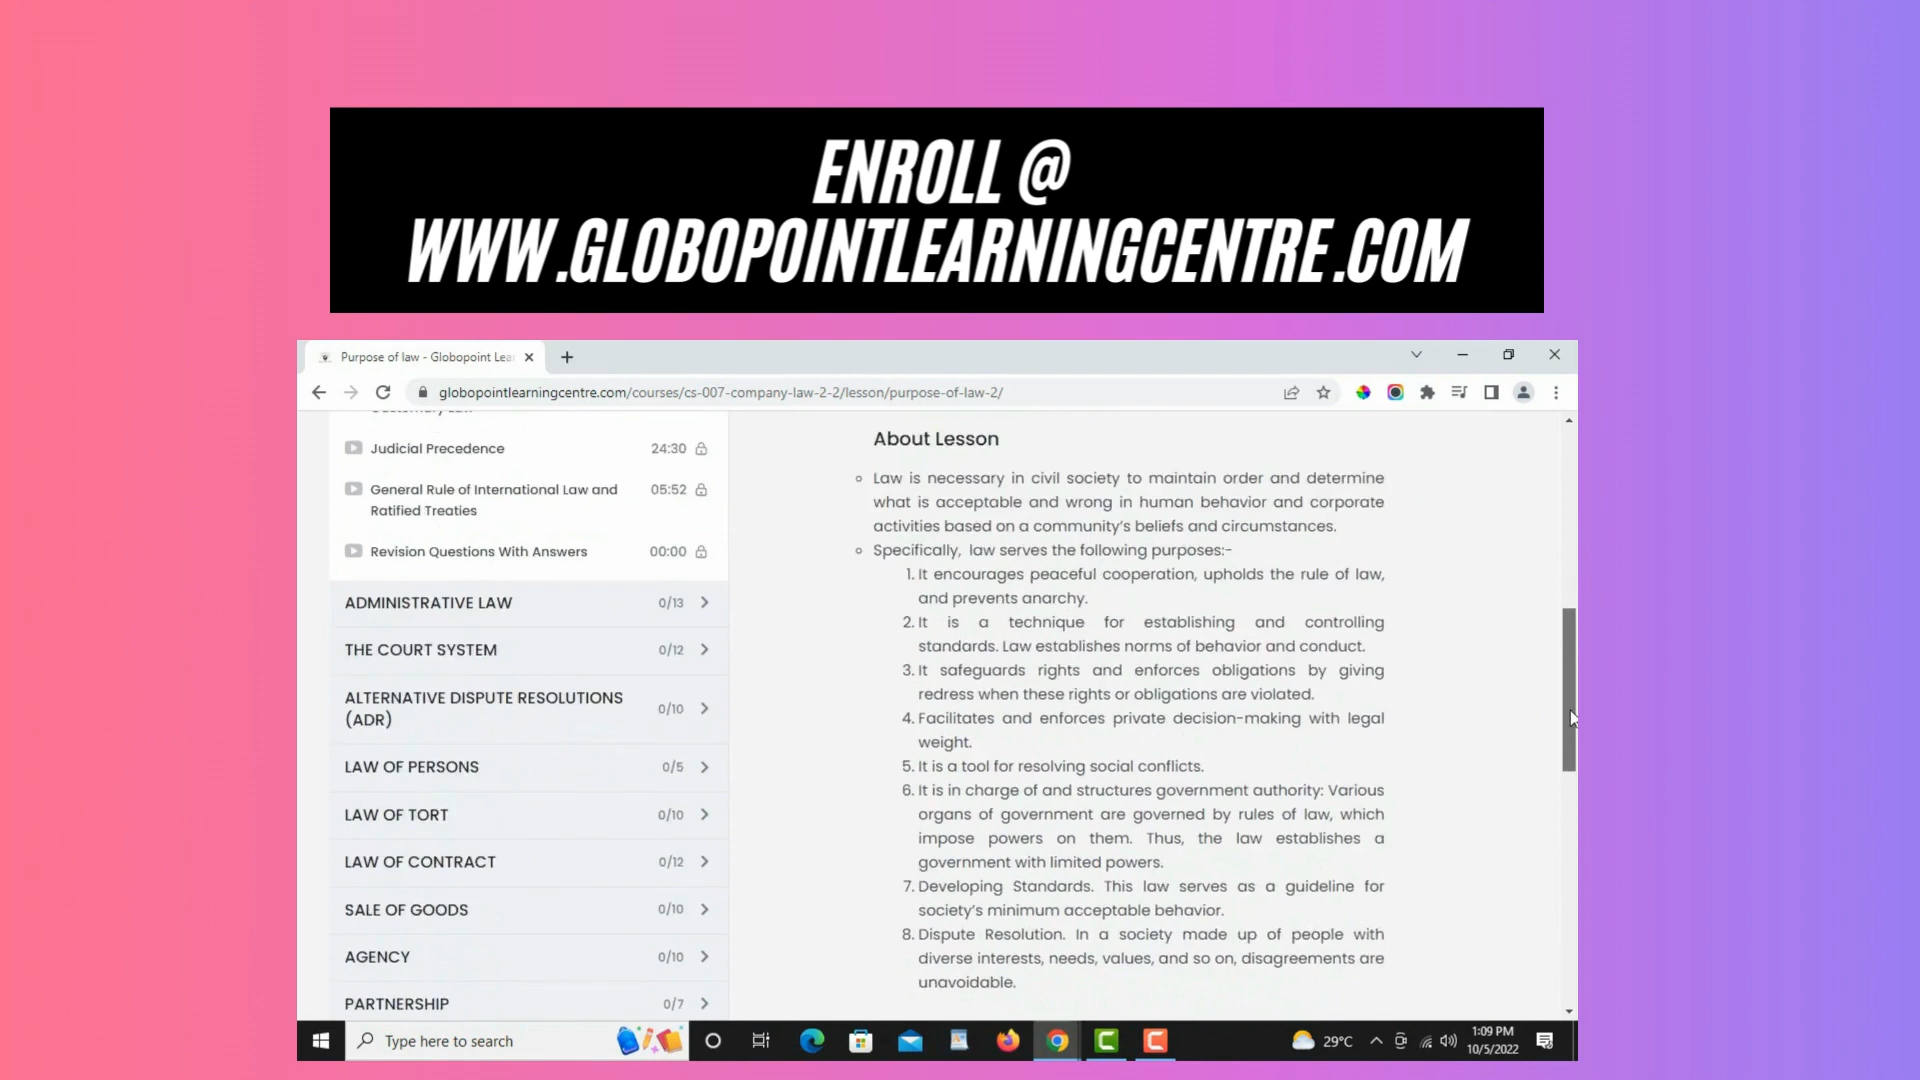 ENROLL @
WWW.GLOBOPOINTLEARNINGCENTRE.COM
Purpose of law - Globopoint Lea
globopointlearningcentre.com/courses/cs-007-company-law-2-2/lesson/purpose-of-law-2/
Judicial Precedence 24:30
General Rule of International Law and 05:52
Ratified Treaties
Revision Questions With Answers 00:00
ADMINISTRATIVE LAW 0/13
THE COURT SYSTEM 0/12
ALTERNATIVE DISPUTE RESOLUTIONS
(ADR) 0/10
LAW OF PERSONS 0/5
LAW OF TORT 0/10
LAW OF CONTRACT 0/12
SALE OF GOODS 0/10
AGENCY 0/10
PARTNERSHIP 0/7
About Lesson
Law is necessary in civil society to maintain order and determine
what is acceptable and wrong in human behavior and corporate
activities based on a community's beliefs and circumstances.
Specifically, law serves the following purposes:-
1. It encourages peaceful cooperation, upholds the rule of law,
and prevents anarchy.
2. It is a technique for establishing and controlling
standards. Law establishes norms of behavior and conduct.
3. It safeguards rights and enforces obligations by giving
redress when these rights or obligations are violated.
4. Facilitates and enforces private decision-making with legal
weight.
5. It is a tool for resolving social conflicts.
6. It is in charge of and structures government authority: Various
organs of government are governed by rules of law, which
impose powers on them. Thus, the law establishes a
government with limited powers.
7. Developing Standards. This law serves as a guideline for
society's minimum acceptable behavior.
8. Dispute Resolution. In a society made up of people with
diverse interests, needs, values, and so on, disagreements are
unavoidable.
Type here to search
29°C
1:09 PM
10/5/2022